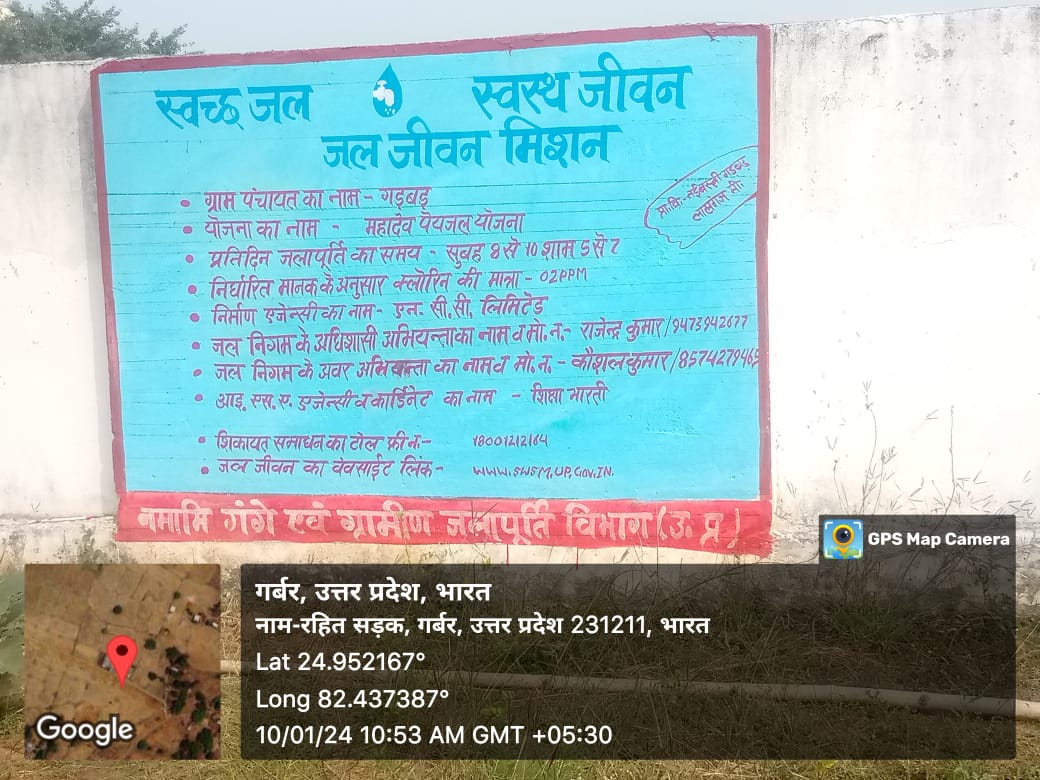 स्वच्छ जल स्वस्थ जीवन
जल जीवन मिशन
ग्राम पंचायत का नाम - गड़बड़
योजना का नाम - महादेव पेयजल योजना
प्रतिदिन जलापूर्ति का समय - सुबह 8 से 10 शाम 5 से 7
निर्धारित मानक के अनुसार क्लोरिन की मात्रा - 02PPM
निर्माण एजेन्सी का नाम - एन. सी. सी. लिमिटेड
जल निगम के अधिशासी अभियन्ता का नाम व मो. न. - राजेन्द्र कुमार / 9473942677
जल निगम के अवर अभियन्ता का नाम व मो. न. - कौशल कुमार / 8574279465
आइ. एस. ए. एजेन्सी व कार्डिनेट का नाम - शिक्षा भारती
शिकायत समाधन का टोल फ्री न. - 18001212164
जल जीवन का वेवसाईट लिंक - WWW.SWSM.UP.GOV.IN.
नमामि गंगे एवं ग्रामीण जलापूर्ति विभाग (उ. प्र.)
GPS Map Camera
गर्बर, उत्तर प्रदेश, भारत
नाम-रहित सड़क, गर्बर, उत्तर प्रदेश 231211, भारत
Lat 24.952167°
Long 82.437387°
10/01/24 10:53 AM GMT +05:30
Google